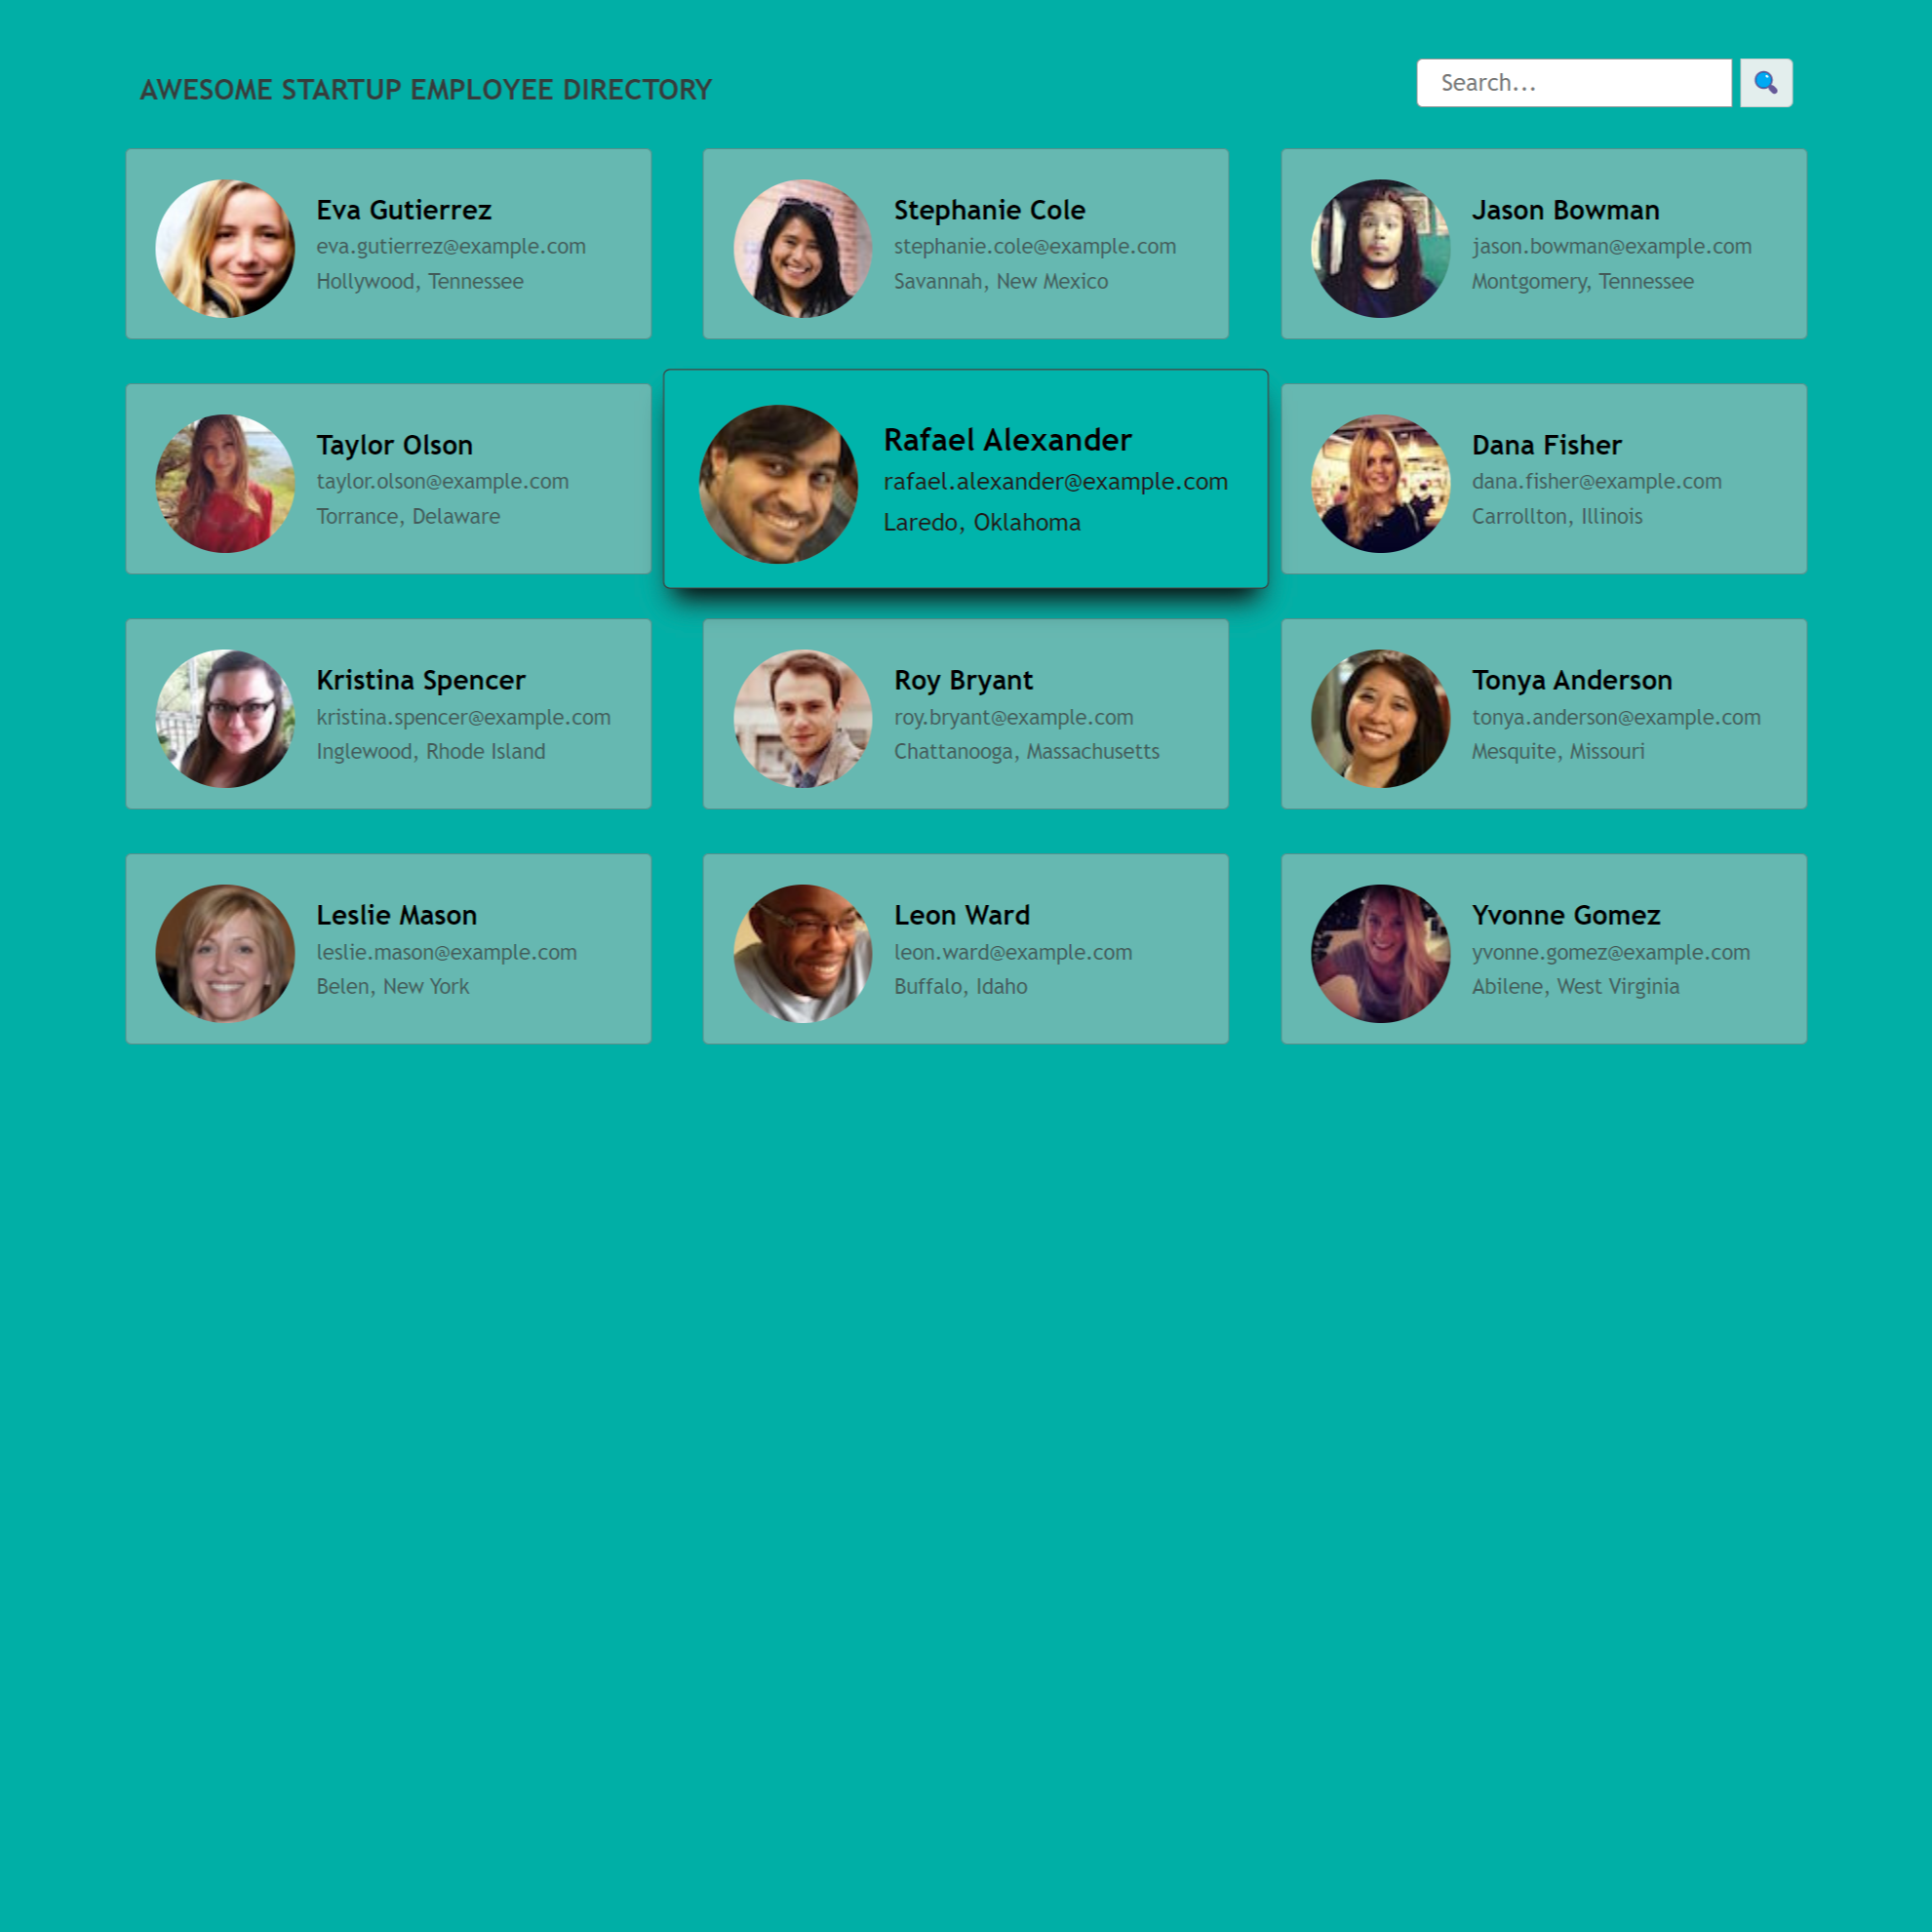 AWESOME STARTUP EMPLOYEE DIRECTORY
Search...
Eva Gutierrez
eva.gutierrez@example.com
Hollywood, Tennessee
Stephanie Cole
stephanie.cole@example.com
Savannah, New Mexico
Jason Bowman
jason.bowman@example.com
Montgomery, Tennessee
Taylor Olson
taylor.olson@example.com
Torrance, Delaware
Rafael Alexander
rafael.alexander@example.com
Laredo, Oklahoma
Dana Fisher
dana.fisher@example.com
Carrollton, Illinois
Kristina Spencer
kristina.spencer@example.com
Inglewood, Rhode Island
Roy Bryant
roy.bryant@example.com
Chattanooga, Massachusetts
Tonya Anderson
tonya.anderson@example.com
Mesquite, Missouri
Leslie Mason
leslie.mason@example.com
Belen, New York
Leon Ward
leon.ward@example.com
Buffalo, Idaho
Yvonne Gomez
yvonne.gomez@example.com
Abilene, West Virginia